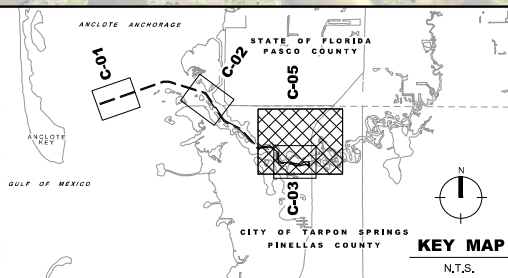 ANCLOTE ANCHORAGE
STATE OF FLORIDA
PASCO COUNTY
C-01
C-02
C-05
ANCLOTE
KEY
GULF OF MEXICO
C-03
N
CITY OF TARPON SPRINGS
PINELLAS COUNTY
KEY MAP
N.T.S.